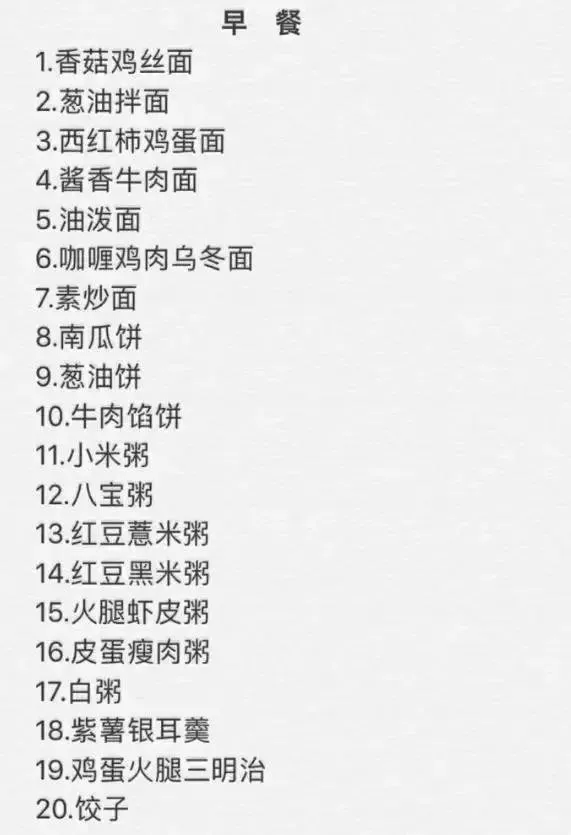 早 餐
1.香菇鸡丝面
2.葱油拌面
3.西红柿鸡蛋面
4.酱香牛肉面
5.油泼面
6.咖喱鸡肉乌冬面
7.素炒面
8.南瓜饼
9.葱油饼
10.牛肉馅饼
11.小米粥
12.八宝粥
13.红豆薏米粥
14.红豆黑米粥
15.火腿虾皮粥
16.皮蛋瘦肉粥
17.白粥
18.紫薯银耳羹
19.鸡蛋火腿三明治
20.饺子